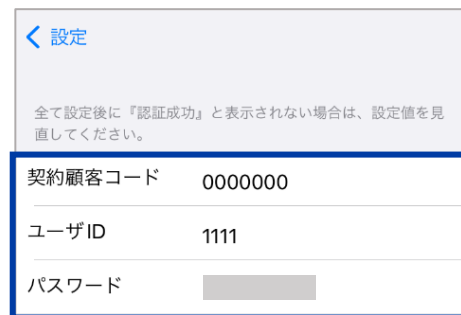 設定
全て設定後に『認証成功』と表示されない場合は、設定値を見
直してください。
契約顧客コード 0000000
ユーザID 1111
パスワード